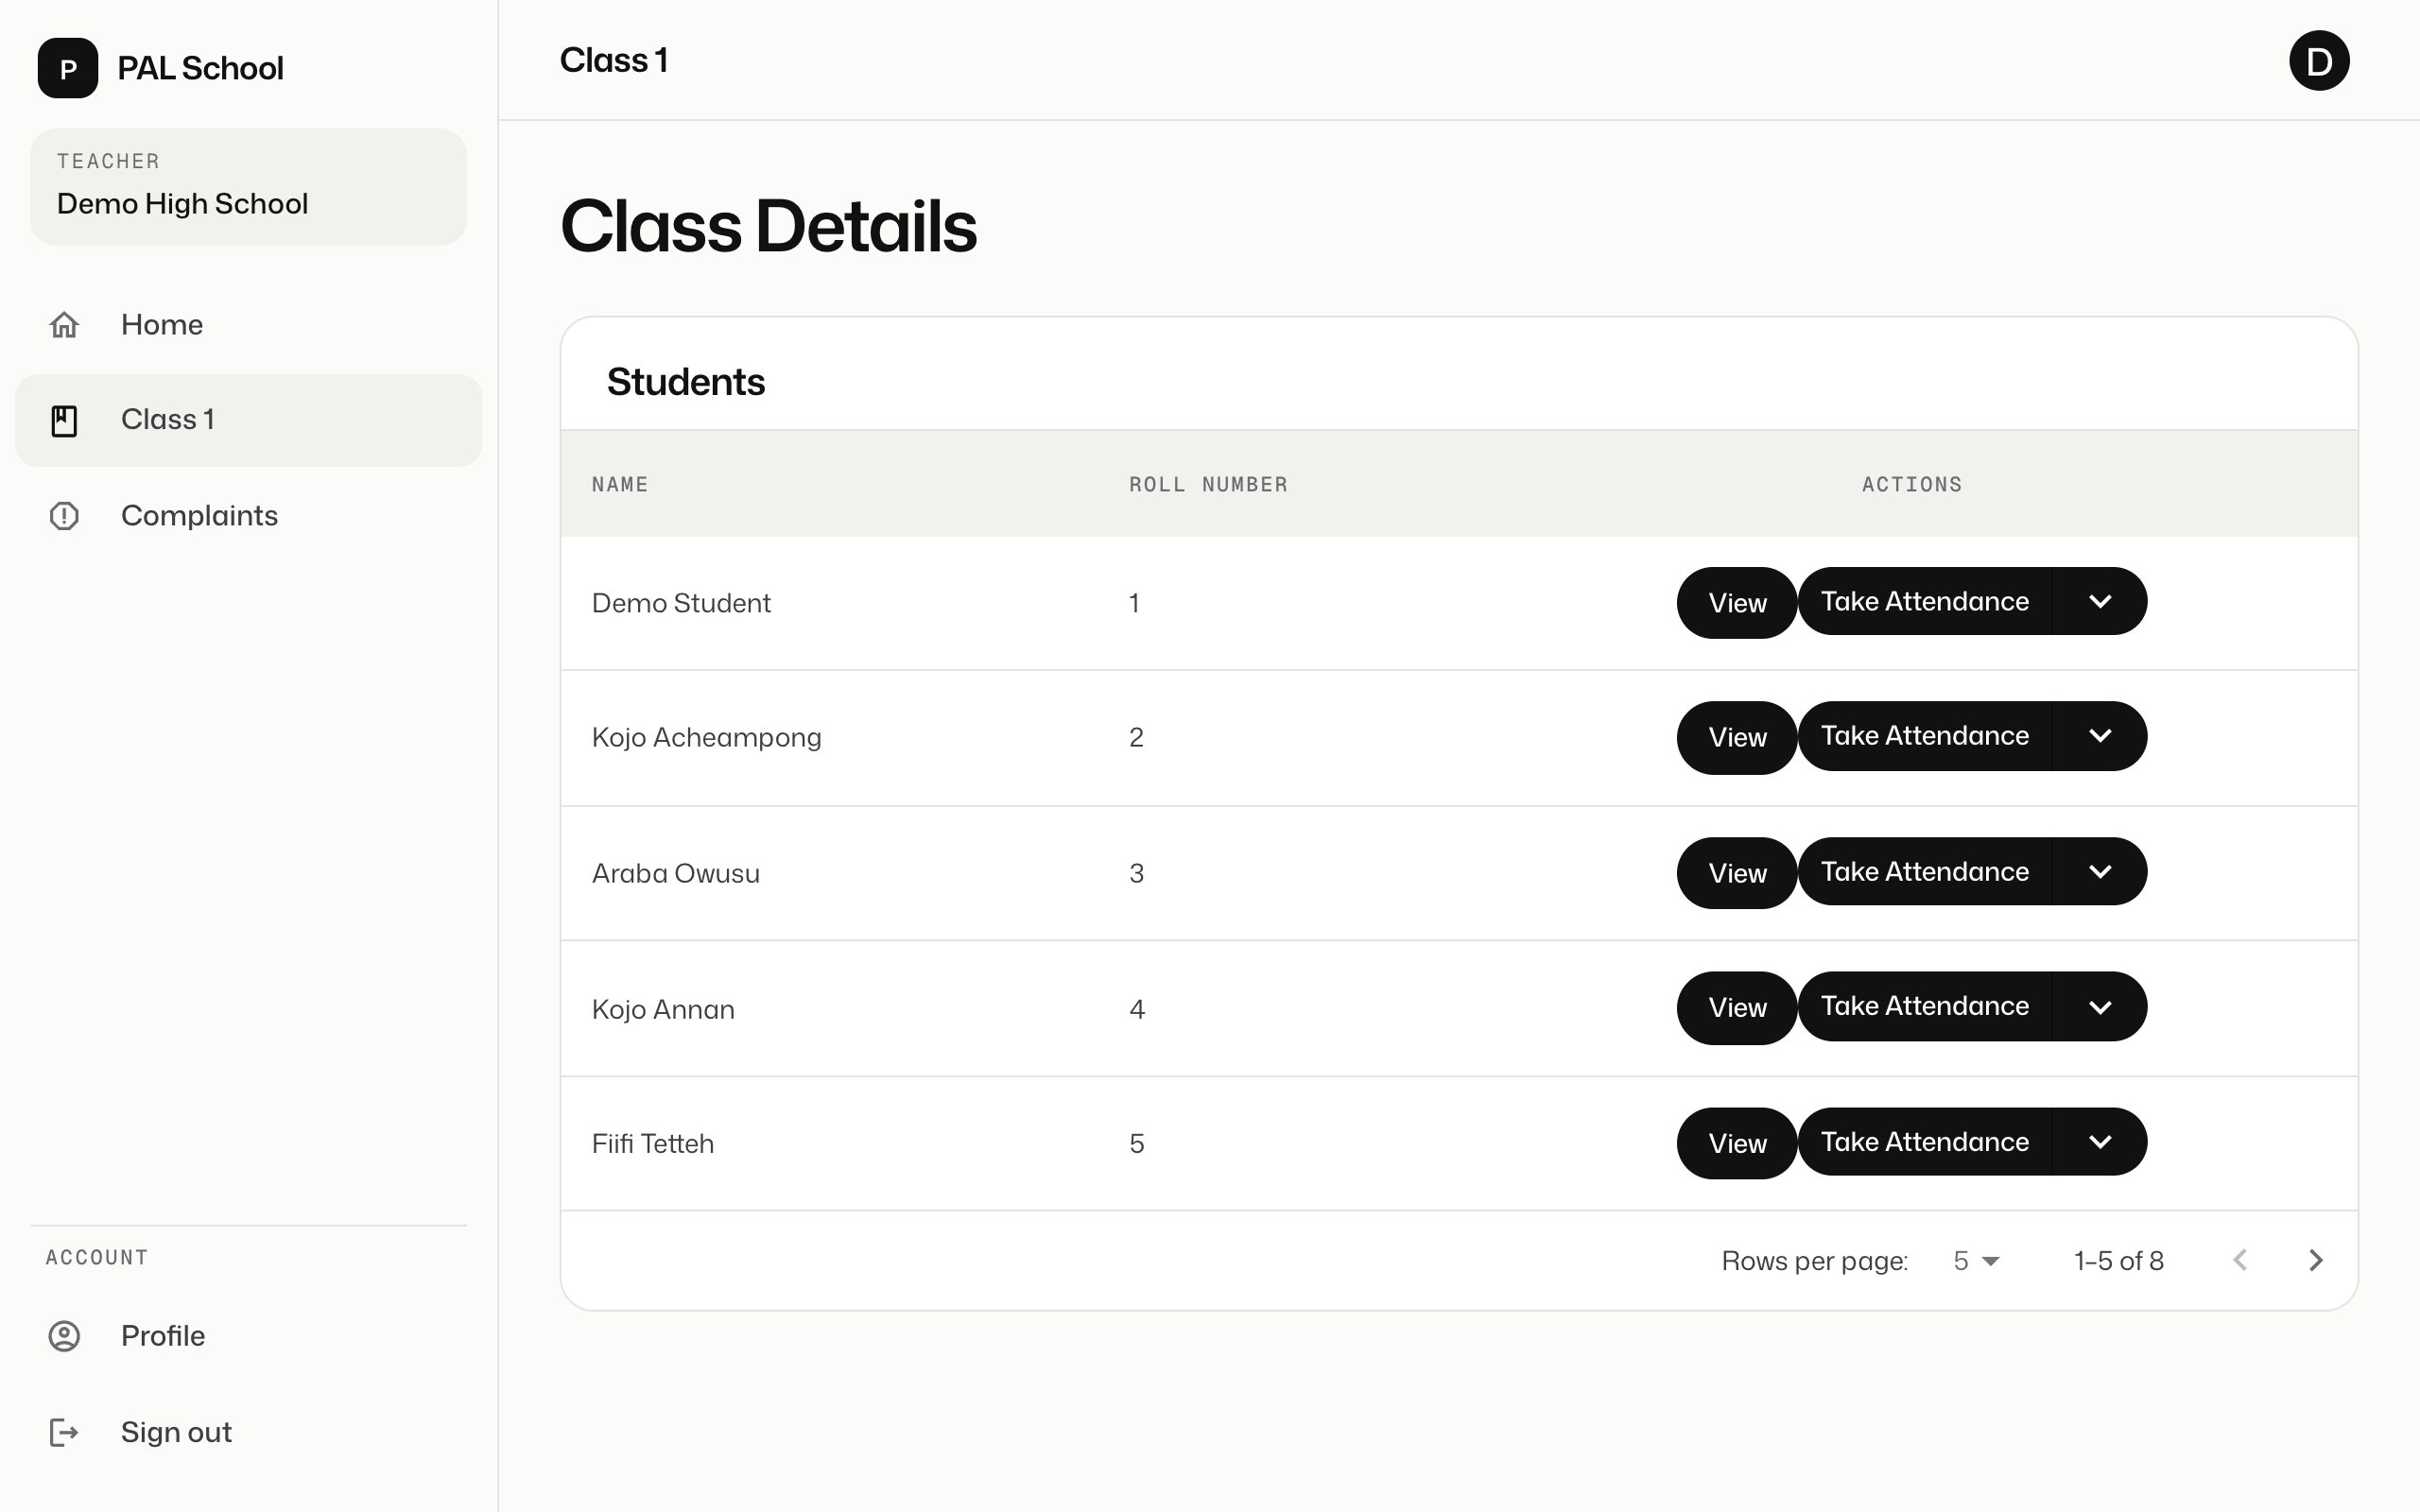 P PAL School
TEACHER
Demo High School
Home
Class 1
Complaints
ACCOUNT
Profile
Sign out
Class 1 D
Class Details
Students
NAME ROLL NUMBER ACTIONS
Demo Student 1 View Take Attendance
Kojo Acheampong 2 View Take Attendance
Araba Owusu 3 View Take Attendance
Kojo Annan 4 View Take Attendance
Fiifi Tetteh 5 View Take Attendance
Rows per page: 5 1–5 of 8